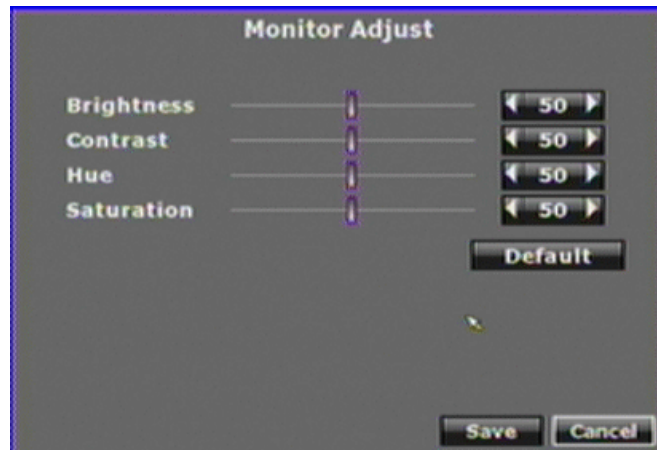 Monitor Adjust
Brightness 50
Contrast 50
Hue 50
Saturation 50
Default
Save Cancel